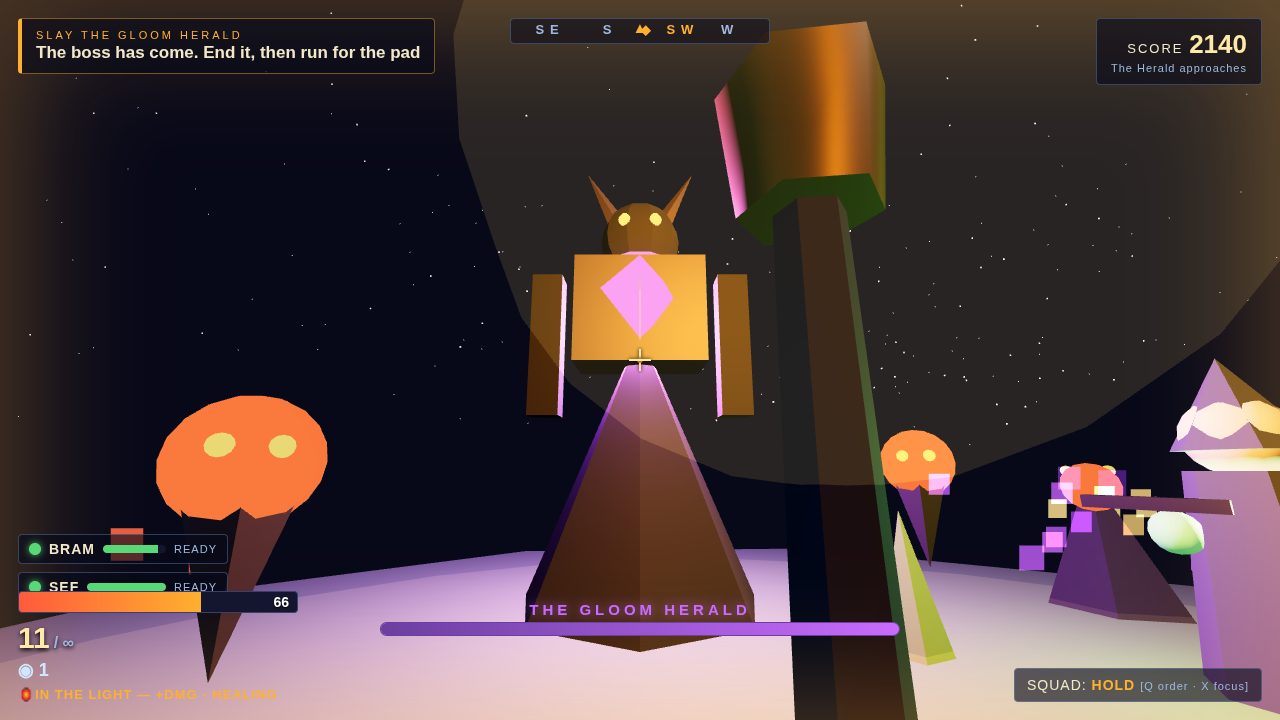 SLAY THE GLOOM HERALD
The boss has come. End it, then run for the pad
SE S SW W
SCORE 2140
The Herald approaches
BRAM READY
SEF READY
66
11 / ∞
◉ 1
IN THE LIGHT — +DMG · HEALING
THE GLOOM HERALD
SQUAD: HOLD [Q order · X focus]